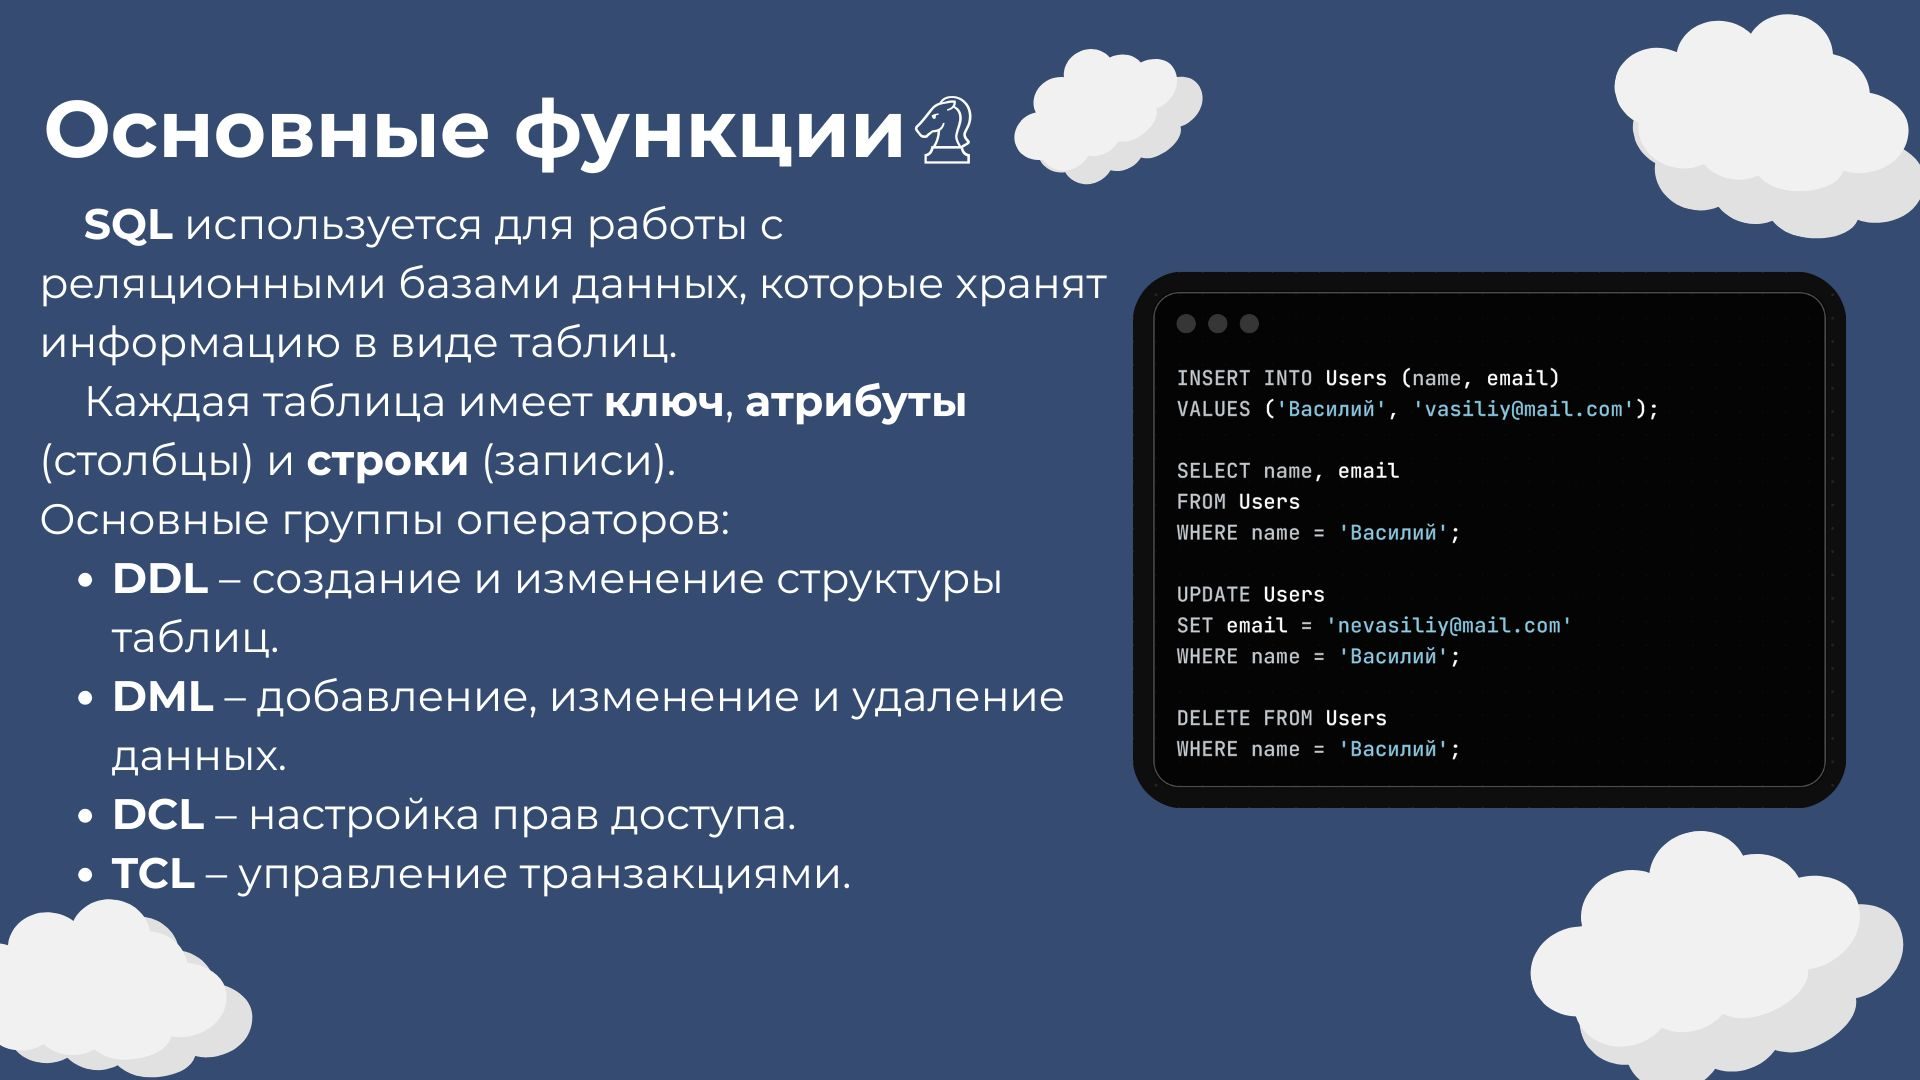 Основные функции
SQL используется для работы с
реляционными базами данных, которые хранят
информацию в виде таблиц.
Каждая таблица имеет ключ, атрибуты
(столбцы) и строки (записи).
Основные группы операторов:
• DDL – создание и изменение структуры
таблиц.
• DML – добавление, изменение и удаление
данных.
• DCL – настройка прав доступа.
• TCL – управление транзакциями.
INSERT INTO Users (name, email)
VALUES ('Василий', 'vasiliy@mail.com');
SELECT name, email
FROM Users
WHERE name = 'Василий';
UPDATE Users
SET email = 'nevasiliy@mail.com'
WHERE name = 'Василий';
DELETE FROM Users
WHERE name = 'Василий';